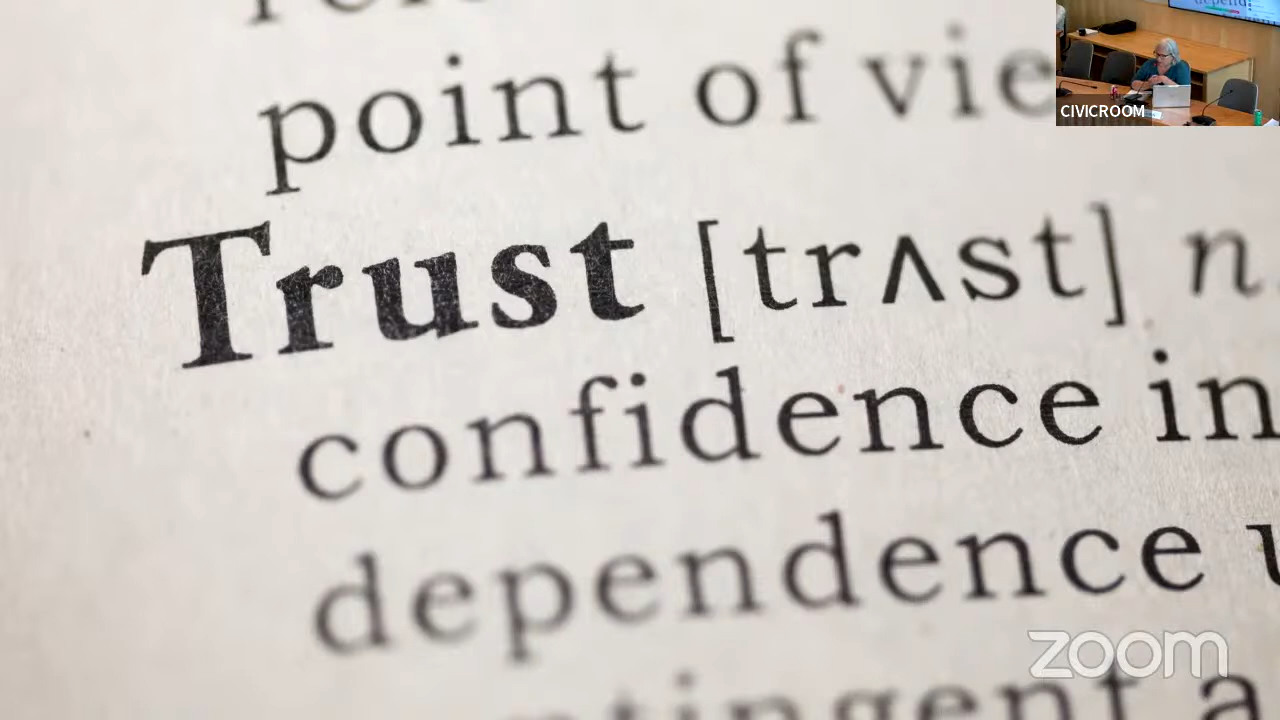 point of vie
CIVICROOM
Trust [trʌst] n.
confidence in
dependence
zoom